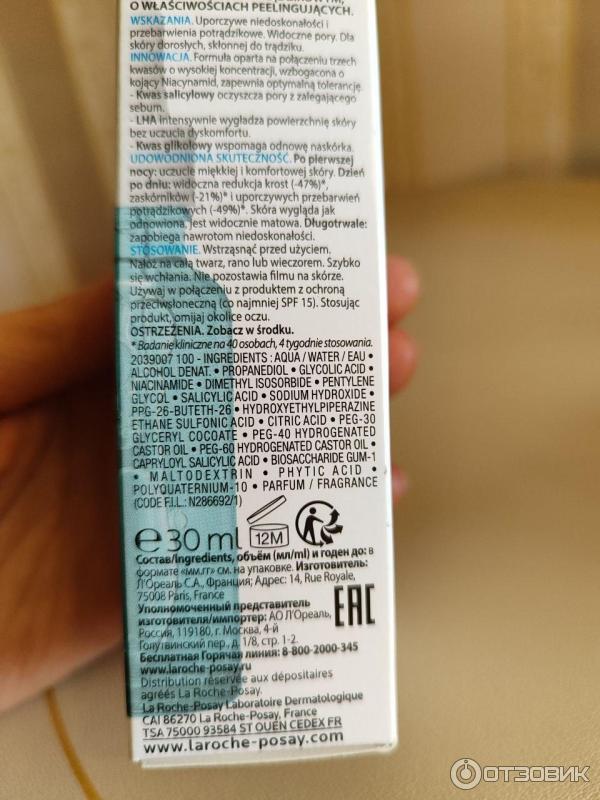 O WŁAŚCIWOŚCIACH PEELINGUJĄCYCH.
WSKAZANIA. Uporczywe niedoskonałości i
przebarwienia potrądzikowe. Widoczne pory. Dla
skóry dorosłych, skłonnej do trądziku.
INNOWACJA. Formuła oparta na połączeniu trzech
kwasów o wysokiej koncentracji, wzbogacona o
kojący Niacynamid, zapewnia optymalną tolerancję.
- Kwas salicylowy oczyszcza pory z zalegającego
sebum.
- LHA intensywnie wygładza powierzchnię skóry
bez uczucia dyskomfortu.
- Kwas glikolowy wspomaga odnowę naskórka.
UDOWODNIONA SKUTECZNOŚĆ. Po pierwszej
nocy: uczucie miękkiej i komfortowej skóry. Dzień
po dniu: widoczna redukcja krost (-47%)*,
zaskórników (-21%)* i uporczywych przebarwień
potrądzikowych (-49%)*. Skóra wygląda jak
odnowiona, jest widocznie matowa. Długotrwale:
zapobiega nawrotom niedoskonałości.
STOSOWANIE. Wstrząsnąć przed użyciem.
Nałóż na całą twarz, rano lub wieczorem. Szybko
się wchłania. Nie pozostawia filmu na skórze.
Używaj w połączeniu z produktem z ochroną
przeciwsłoneczną (co najmniej SPF 15). Stosując
produkt, omijaj okolice oczu.
OSTRZEŻENIA. Zobacz w środku.
* Badanie kliniczne na 40 osobach, 4 tygodnie stosowania.
2039007 100 - INGREDIENTS : AQUA / WATER / EAU •
ALCOHOL DENAT. • PROPANEDIOL • GLYCOLIC ACID •
NIACINAMIDE • DIMETHYL ISOSORBIDE • PENTYLENE
GLYCOL • SALICYLIC ACID • SODIUM HYDROXIDE •
PPG-26-BUTETH-26 • HYDROXYETHYLPIPERAZINE
ETHANE SULFONIC ACID • CITRIC ACID • PEG-30
GLYCERYL COCOATE • PEG-40 HYDROGENATED
CASTOR OIL • PEG-60 HYDROGENATED CASTOR OIL •
CAPRYLOYL SALICYLIC ACID • BIOSACCHARIDE GUM-1
• MALTODEXTRIN • PHYTIC ACID •
POLYQUATERNIUM-10 • PARFUM / FRAGRANCE
(CODE F.I.L.: N286692/1)
e 30 ml 12M
Состав/Ingredients, объём (мл/ml) и годен до: в
формате «мм.гг» см. на упаковке. Изготовитель:
Л'Ореаль С.А., Франция; Адрес: 14, Rue Royale,
75008 Paris, France
Уполномоченный представитель
изготовителя/импортер: АО Л'Ореаль,
Россия, 119180, г. Москва, 4-й
Голутвинский пер., д. 1/8, стр. 1-2.
Бесплатная Горячая линия: 8-800-2000-345
www.laroche-posay.ru
EAC
Distribution réservée aux dépositaires
agréés La Roche-Posay.
La Roche-Posay Laboratoire Dermatologique
CAI 86270 La Roche-Posay, France
TSA 75000 93584 ST OUEN CEDEX FR
www.laroche-posay.com
ОТЗОВИК